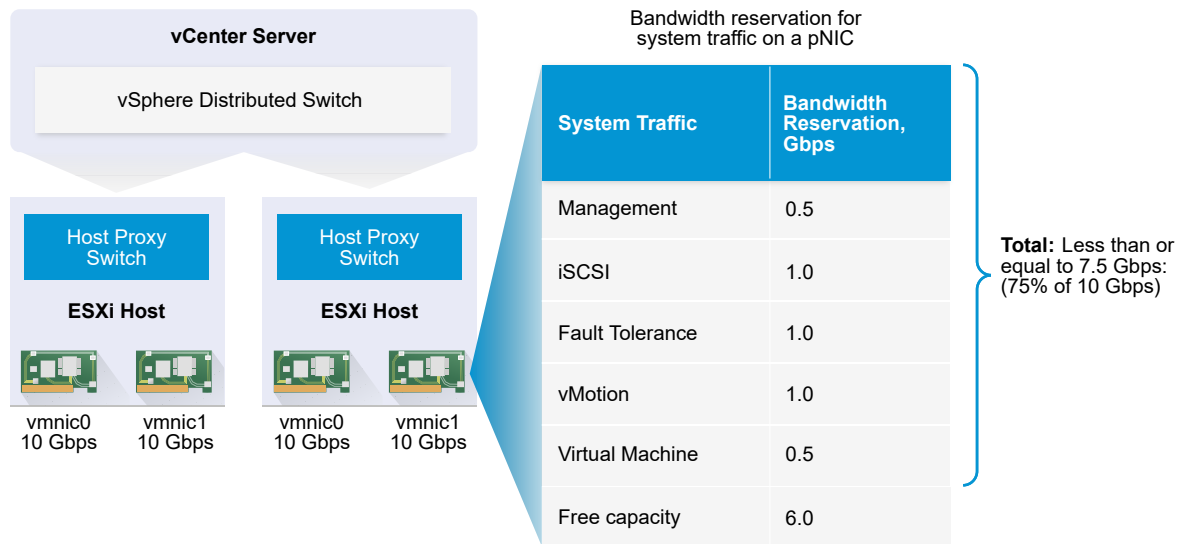 vCenter Server
vSphere Distributed Switch
Host Proxy
Switch
ESXi Host
vmnic0
10 Gbps
vmnic1
10 Gbps
Host Proxy
Switch
ESXi Host
vmnic0
10 Gbps
vmnic1
10 Gbps
Bandwidth reservation for
system traffic on a pNIC
System Traffic
Bandwidth
Reservation,
Gbps
Management 0.5
iSCSI 1.0
Fault Tolerance 1.0
vMotion 1.0
Virtual Machine 0.5
Free capacity 6.0
Total: Less than or
equal to 7.5 Gbps:
(75% of 10 Gbps)